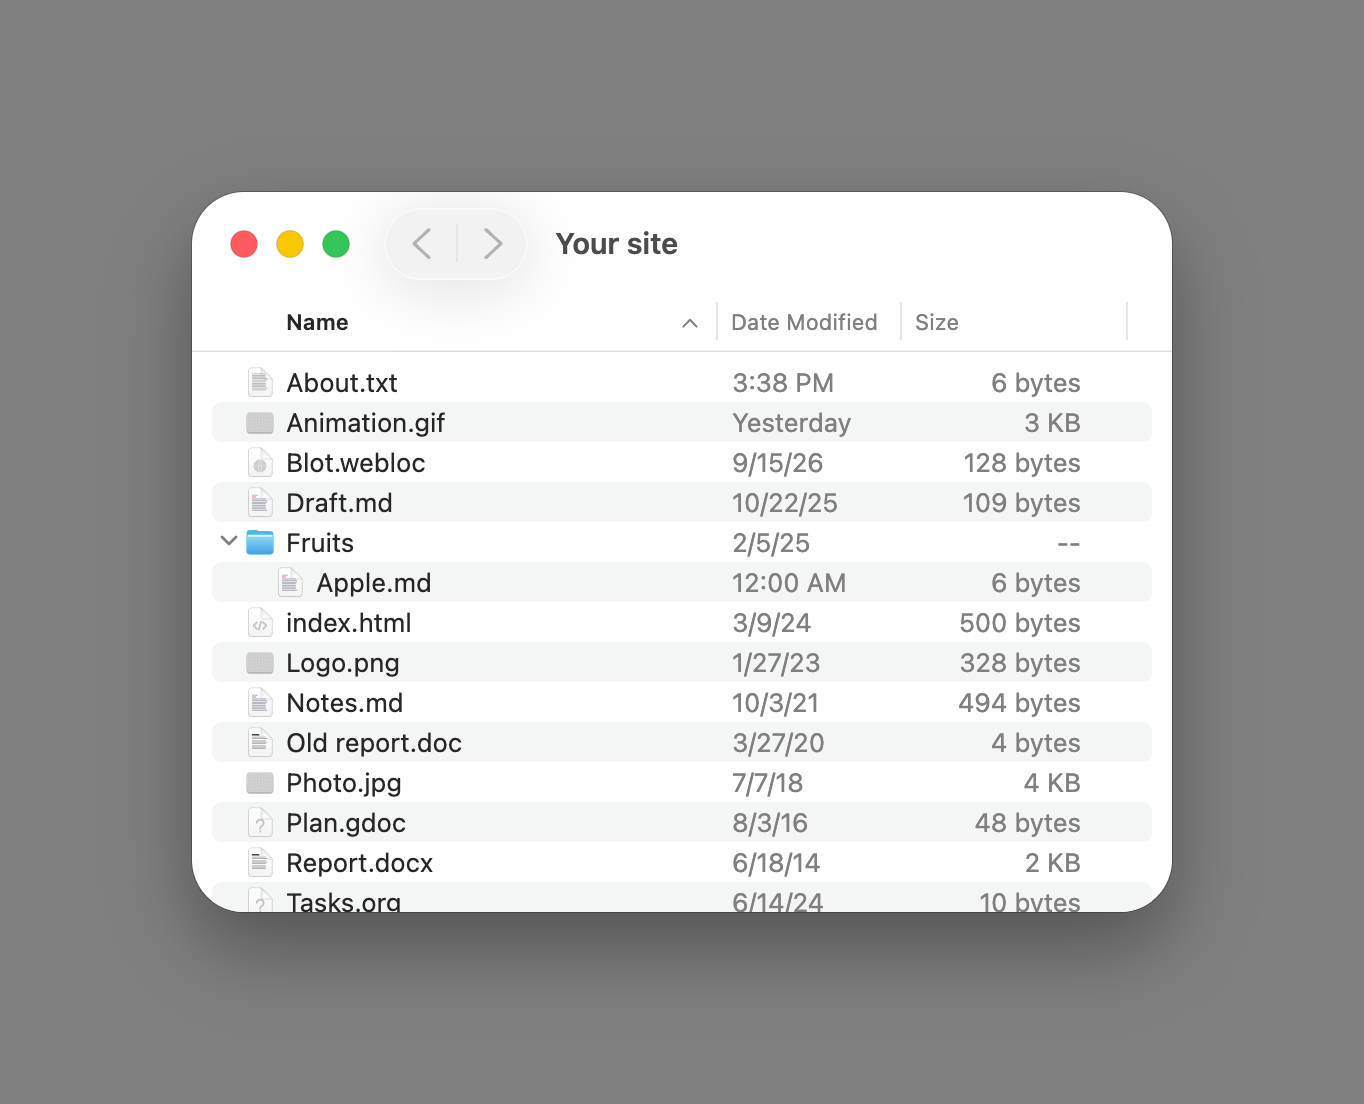 Your site
Name Date Modified Size
About.txt 3:38 PM 6 bytes
Animation.gif Yesterday 3 KB
Blot.webloc 9/15/26 128 bytes
Draft.md 10/22/25 109 bytes
Fruits 2/5/25 --
Apple.md 12:00 AM 6 bytes
index.html 3/9/24 500 bytes
Logo.png 1/27/23 328 bytes
Notes.md 10/3/21 494 bytes
Old report.doc 3/27/20 4 bytes
Photo.jpg 7/7/18 4 KB
Plan.gdoc 8/3/16 48 bytes
Report.docx 6/18/14 2 KB
Tasks.org 6/14/24 10 bytes